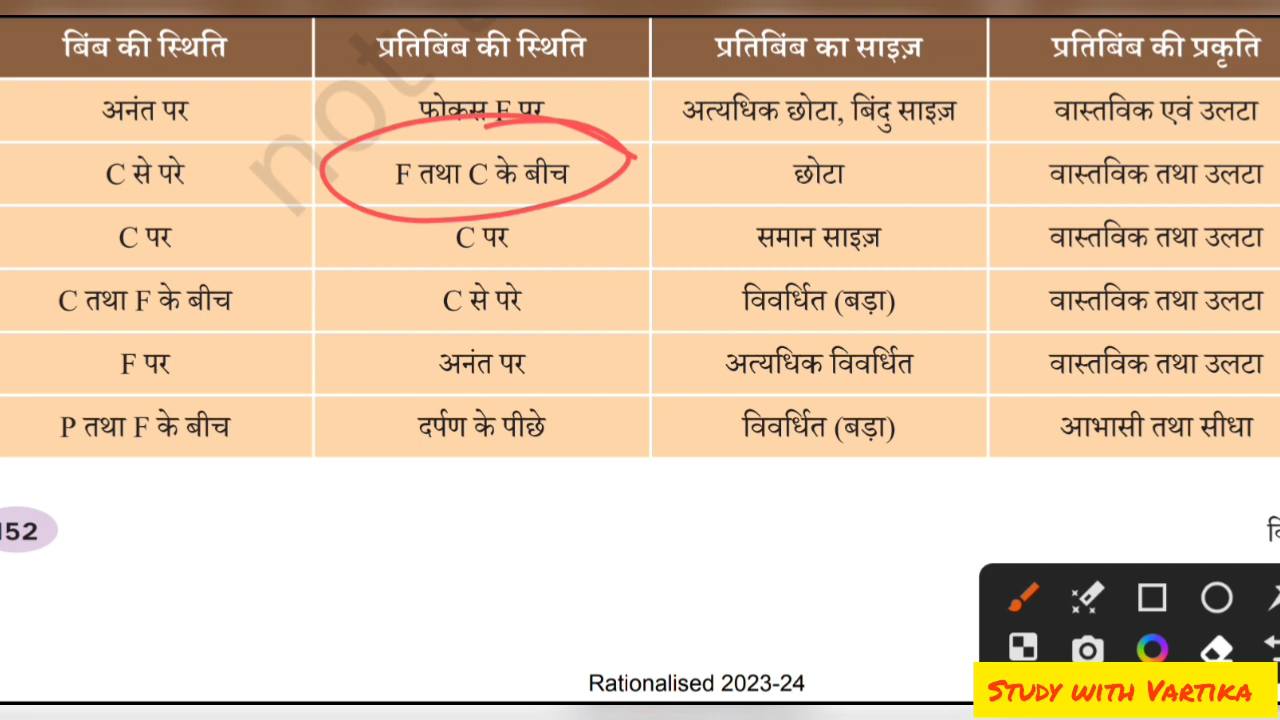 बिंब की स्थिति प्रतिबिंब की स्थिति प्रतिबिंब का साइज़ प्रतिबिंब की प्रकृति
अनंत पर फोकस F पर अत्यधिक छोटा, बिंदु साइज़ वास्तविक एवं उलटा
C से परे F तथा C के बीच छोटा वास्तविक तथा उलटा
C पर C पर समान साइज़ वास्तविक तथा उलटा
C तथा F के बीच C से परे विवर्धित (बड़ा) वास्तविक तथा उलटा
F पर अनंत पर अत्यधिक विवर्धित वास्तविक तथा उलटा
P तथा F के बीच दर्पण के पीछे विवर्धित (बड़ा) आभासी तथा सीधा
not
152
Rationalised 2023-24
STUDY WITH VARTIKA